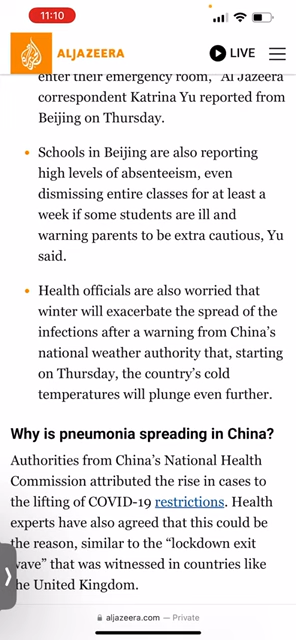 11:10
ALJAZEERA
LIVE
enter their emergency room," Al Jazeera
correspondent Katrina Yu reported from
Beijing on Thursday.
• Schools in Beijing are also reporting
high levels of absenteeism, even
dismissing entire classes for at least a
week if some students are ill and
warning parents to be extra cautious, Yu
said.
• Health officials are also worried that
winter will exacerbate the spread of the
infections after a warning from China's
national weather authority that, starting
on Thursday, the country's cold
temperatures will plunge even further.
Why is pneumonia spreading in China?
Authorities from China's National Health
Commission attributed the rise in cases to
the lifting of COVID-19 restrictions. Health
experts have also agreed that this could be
the reason, similar to the "lockdown exit
wave" that was witnessed in countries like
the United Kingdom.
aljazeera.com — Private